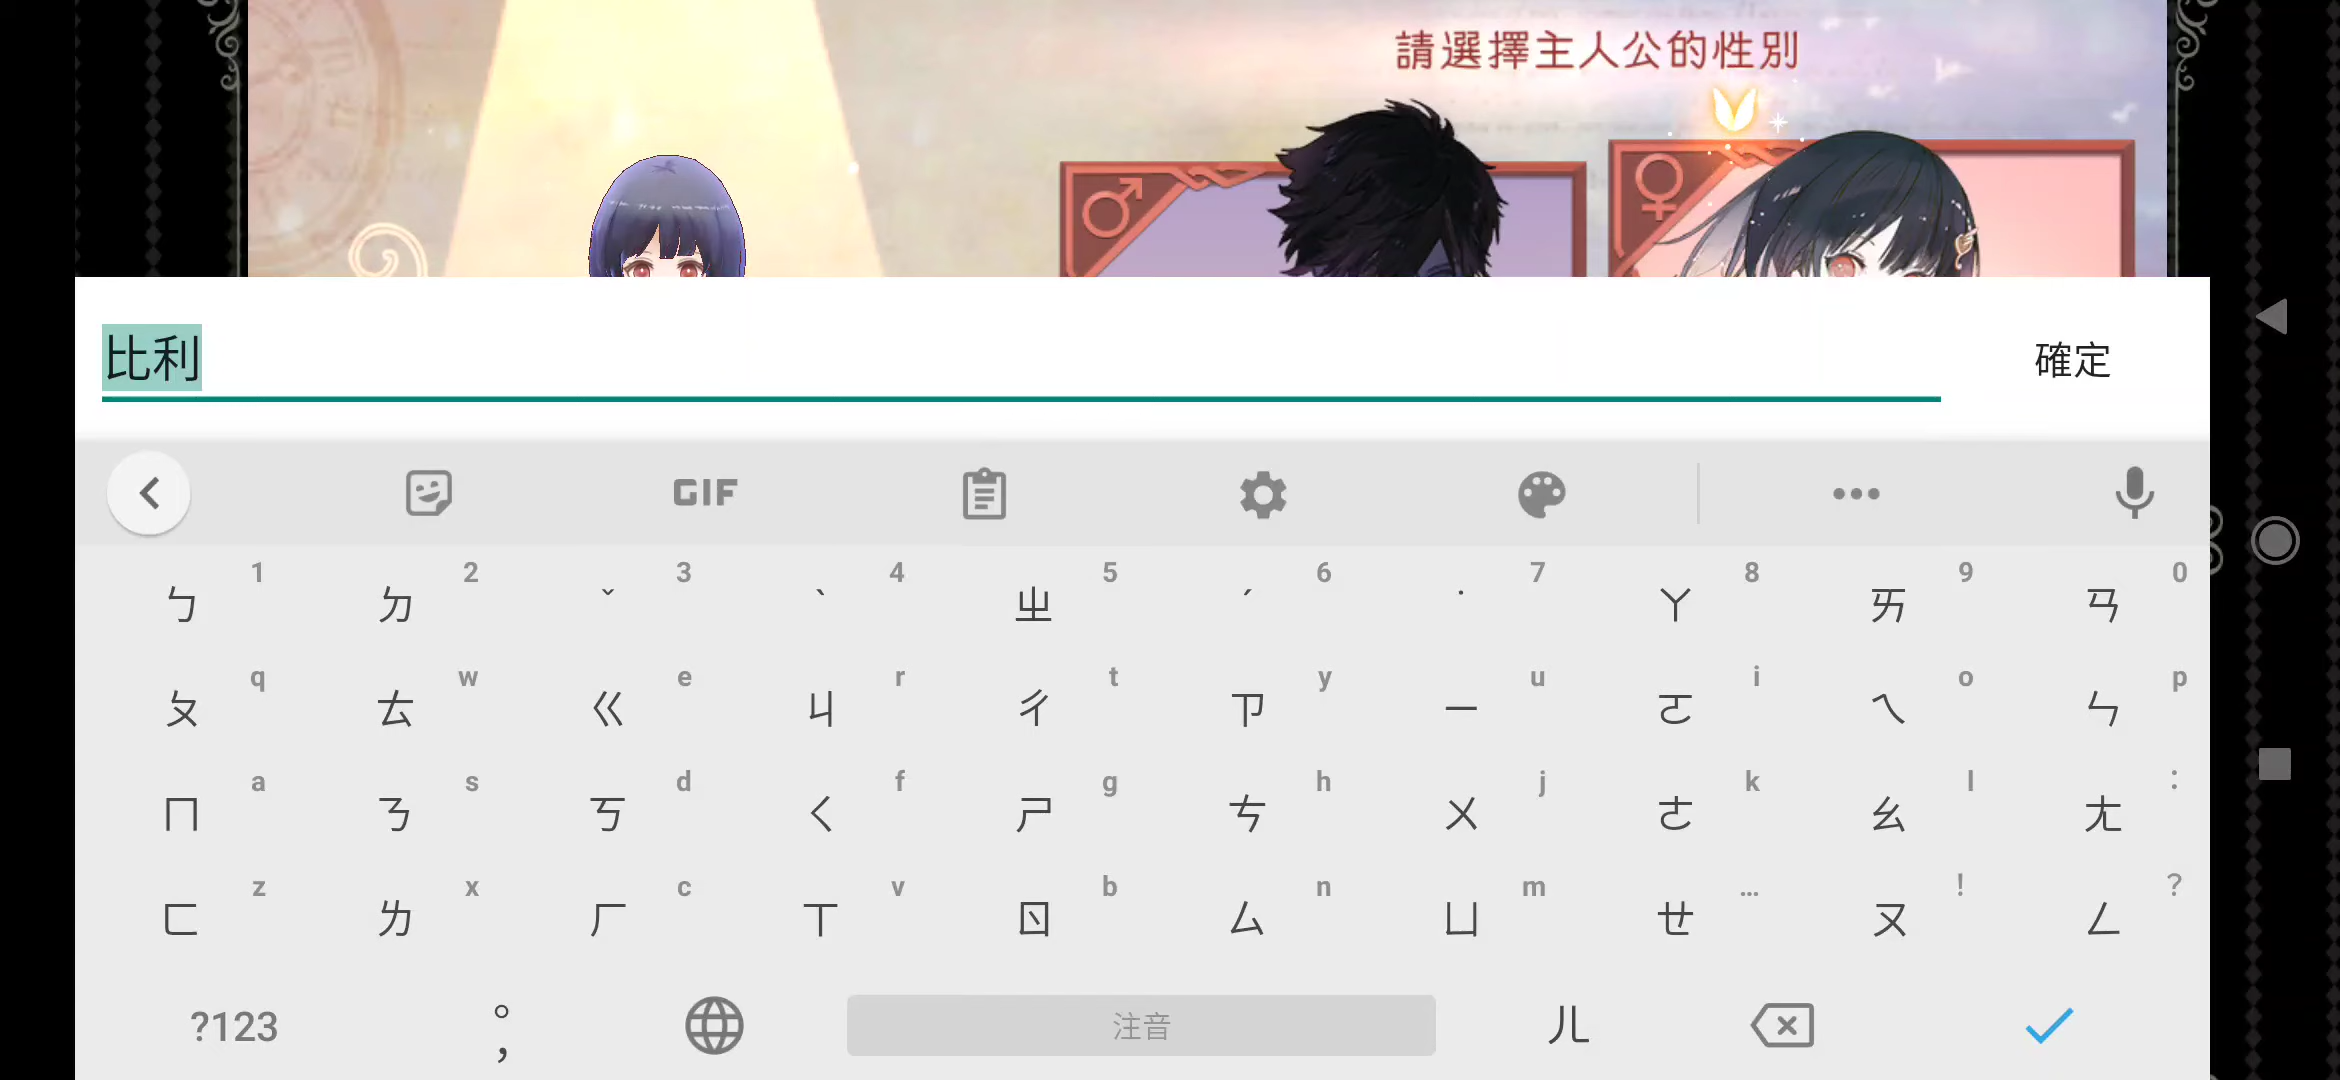 請選擇主人公的性別
♂ ♀
比利
確定
GIF
1 2 3 4 5 6 7 8 9 0
ㄅ ㄉ ˇ ˋ ㄓ ˊ ˙ ㄚ ㄞ ㄢ
q w e r t y u i o p
ㄆ ㄊ ㄍ ㄐ ㄔ ㄗ ㄧ ㄛ ㄟ ㄣ
a s d f g h j k l :
ㄇ ㄋ ㄎ ㄑ ㄕ ㄘ ㄨ ㄜ ㄠ ㄤ
z x c v b n m … ! ?
ㄈ ㄌ ㄏ ㄒ ㄖ ㄙ ㄩ ㄝ ㄡ ㄥ
?123 。, 注音 ㄦ